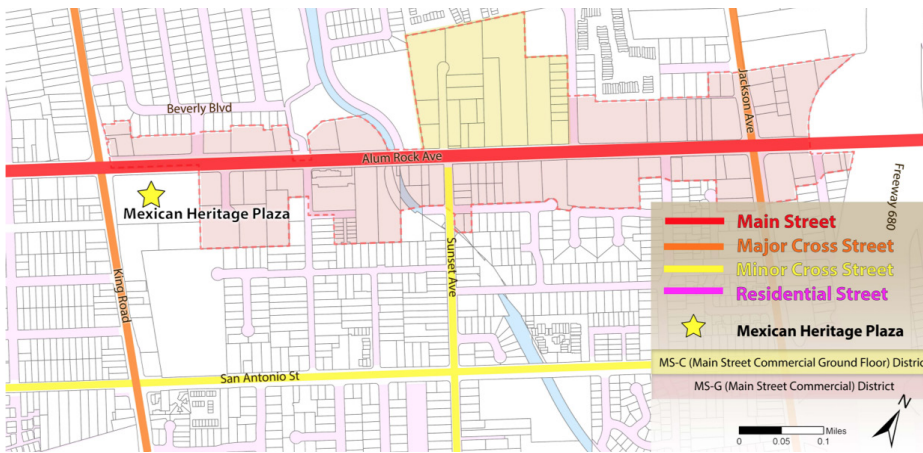 Beverly Blvd
Jackson Ave
Alum Rock Ave
Freeway 680
Mexican Heritage Plaza
King Road
Sunset Ave
San Antonio St
Main Street
Major Cross Street
Minor Cross Street
Residential Street
Mexican Heritage Plaza
MS-C (Main Street Commercial Ground Floor) Distric
MS-G (Main Street Commercial) District
N
Miles
0 0.05 0.1